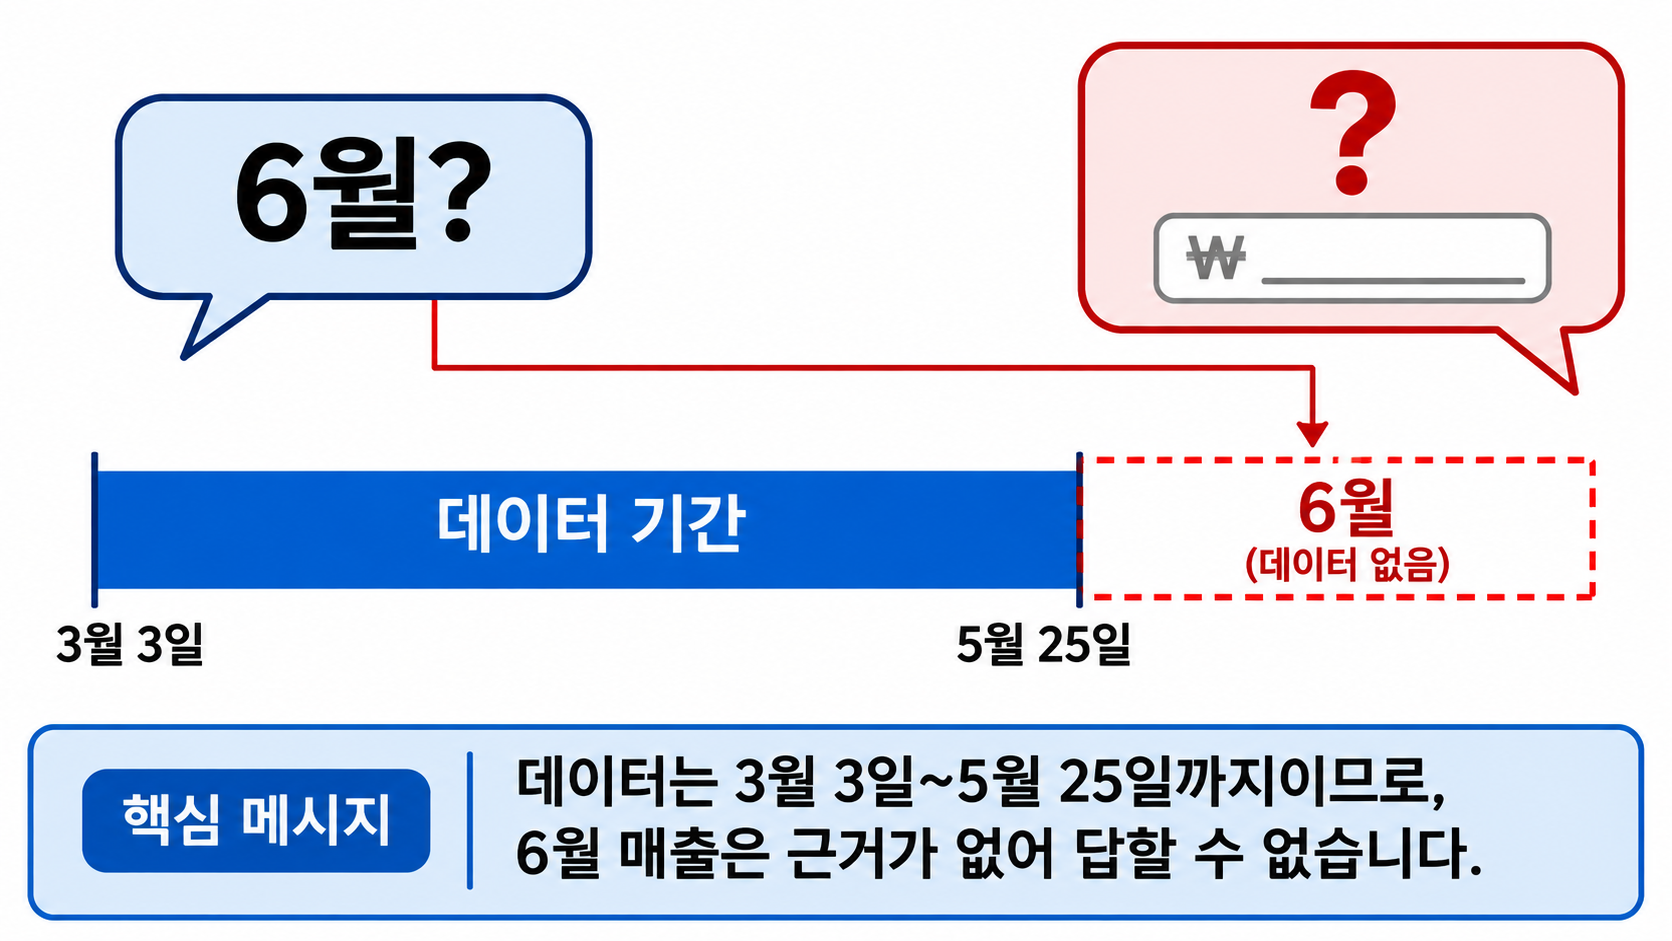 6월?
?
₩
데이터 기간
6월
(데이터 없음)
3월 3일
5월 25일
핵심 메시지
데이터는 3월 3일~5월 25일까지이므로,
6월 매출은 근거가 없어 답할 수 없습니다.